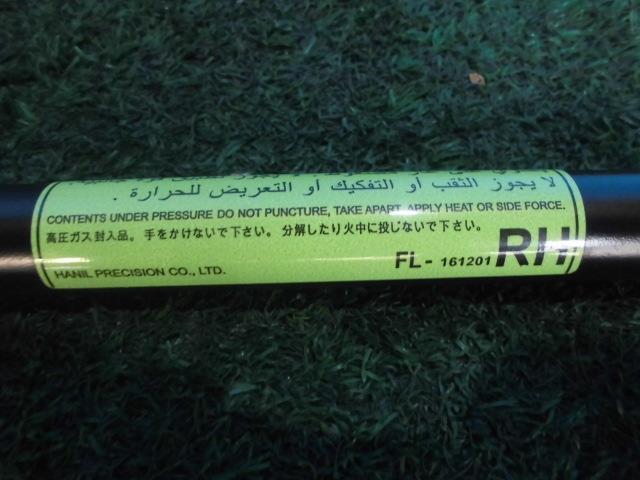 لا يجوز الثقب أو التفكيك أو التعريض للحرارة .
CONTENTS UNDER PRESSURE DO NOT PUNCTURE, TAKE APART, APPLY HEAT OR SIDE FORCE.
高圧ガス封入品。手をかけないで下さい。分解したり火中に投じないで下さい。
HANIL PRECISION CO., LTD.
FL - 161201 RH